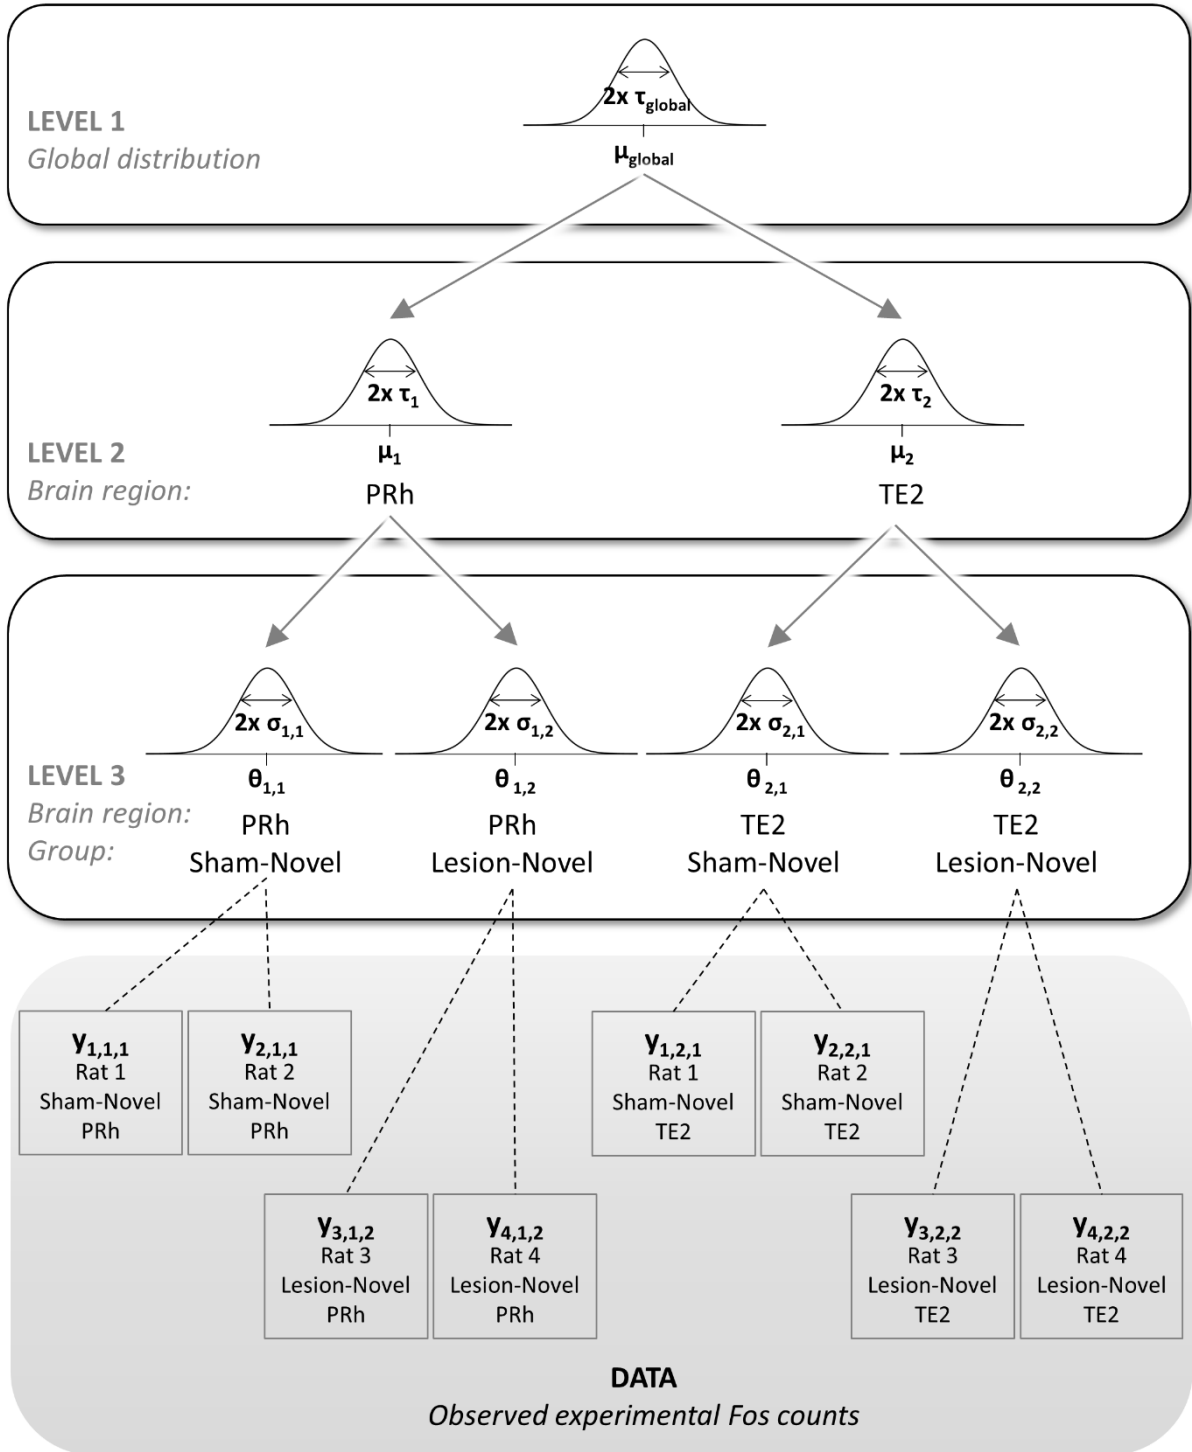 2x τglobal
LEVEL 1
Global distribution
μglobal
2x τ1
2x τ2
LEVEL 2
μ1
μ2
Brain region:
PRh
TE2
2x σ1,1
2x σ1,2
2x σ2,1
2x σ2,2
LEVEL 3
θ1,1
θ1,2
θ2,1
θ2,2
Brain region:
PRh
PRh
TE2
TE2
Group:
Sham-Novel
Lesion-Novel
Sham-Novel
Lesion-Novel
y1,1,1
Rat 1
Sham-Novel
PRh
y2,1,1
Rat 2
Sham-Novel
PRh
y1,2,1
Rat 1
Sham-Novel
TE2
y2,2,1
Rat 2
Sham-Novel
TE2
y3,1,2
Rat 3
Lesion-Novel
PRh
y4,1,2
Rat 4
Lesion-Novel
PRh
y3,2,2
Rat 3
Lesion-Novel
TE2
y4,2,2
Rat 4
Lesion-Novel
TE2
DATA
Observed experimental Fos counts